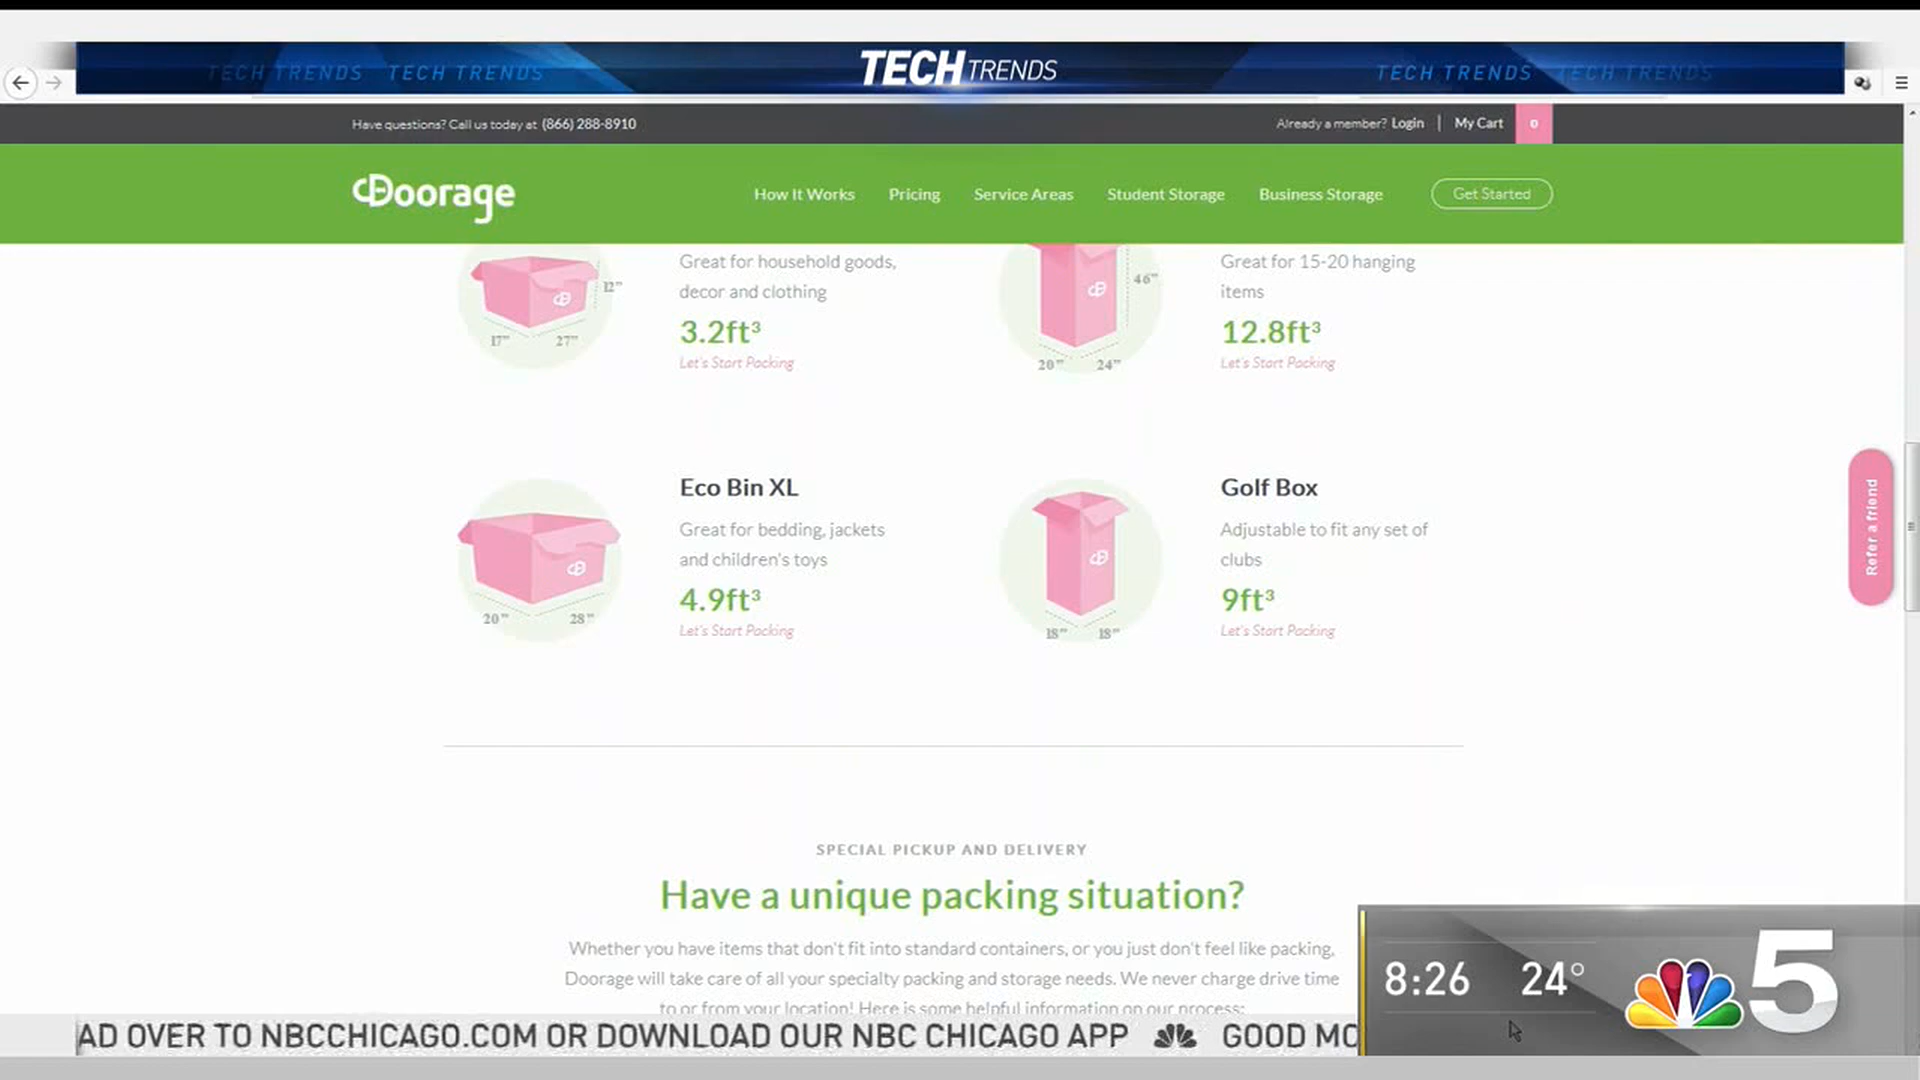 TECH TRENDS TECH TRENDS TECH TRENDS TECH TRENDS TECH TRENDS
Have questions? Call us today at (866) 288-8910
Already a member? Login | My Cart 0
Doorage
How It Works Pricing Service Areas Student Storage Business Storage Get Started
Great for household goods,
decor and clothing
3.2ft³
Let's Start Packing
12"
17" 27"
Great for 15-20 hanging
items
12.8ft³
Let's Start Packing
46"
20" 24"
Eco Bin XL
Great for bedding, jackets
and children's toys
4.9ft³
Let's Start Packing
20" 28"
Golf Box
Adjustable to fit any set of
clubs
9ft³
Let's Start Packing
18" 18"
Refer a friend
SPECIAL PICKUP AND DELIVERY
Have a unique packing situation?
Whether you have items that don't fit into standard containers, or you just don't feel like packing,
Doorage will take care of all your specialty packing and storage needs. We never charge drive time
to or from your location! Here is some helpful information on our process:
8:26 24° 5
AD OVER TO NBCCHICAGO.COM OR DOWNLOAD OUR NBC CHICAGO APP GOOD MO